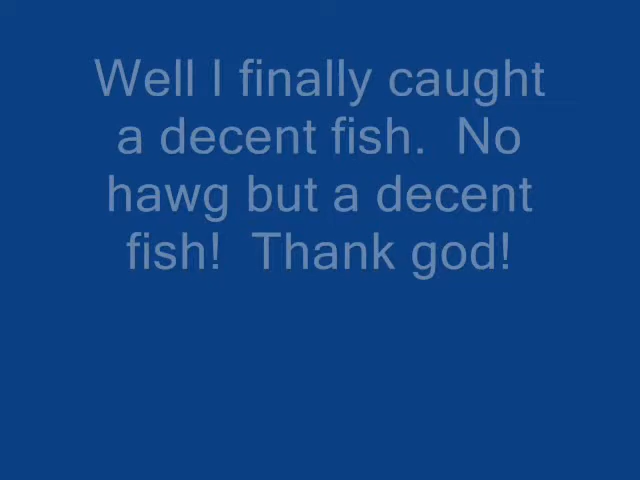 Well I finally caught
a decent fish.  No
hawg but a decent
fish!  Thank god!